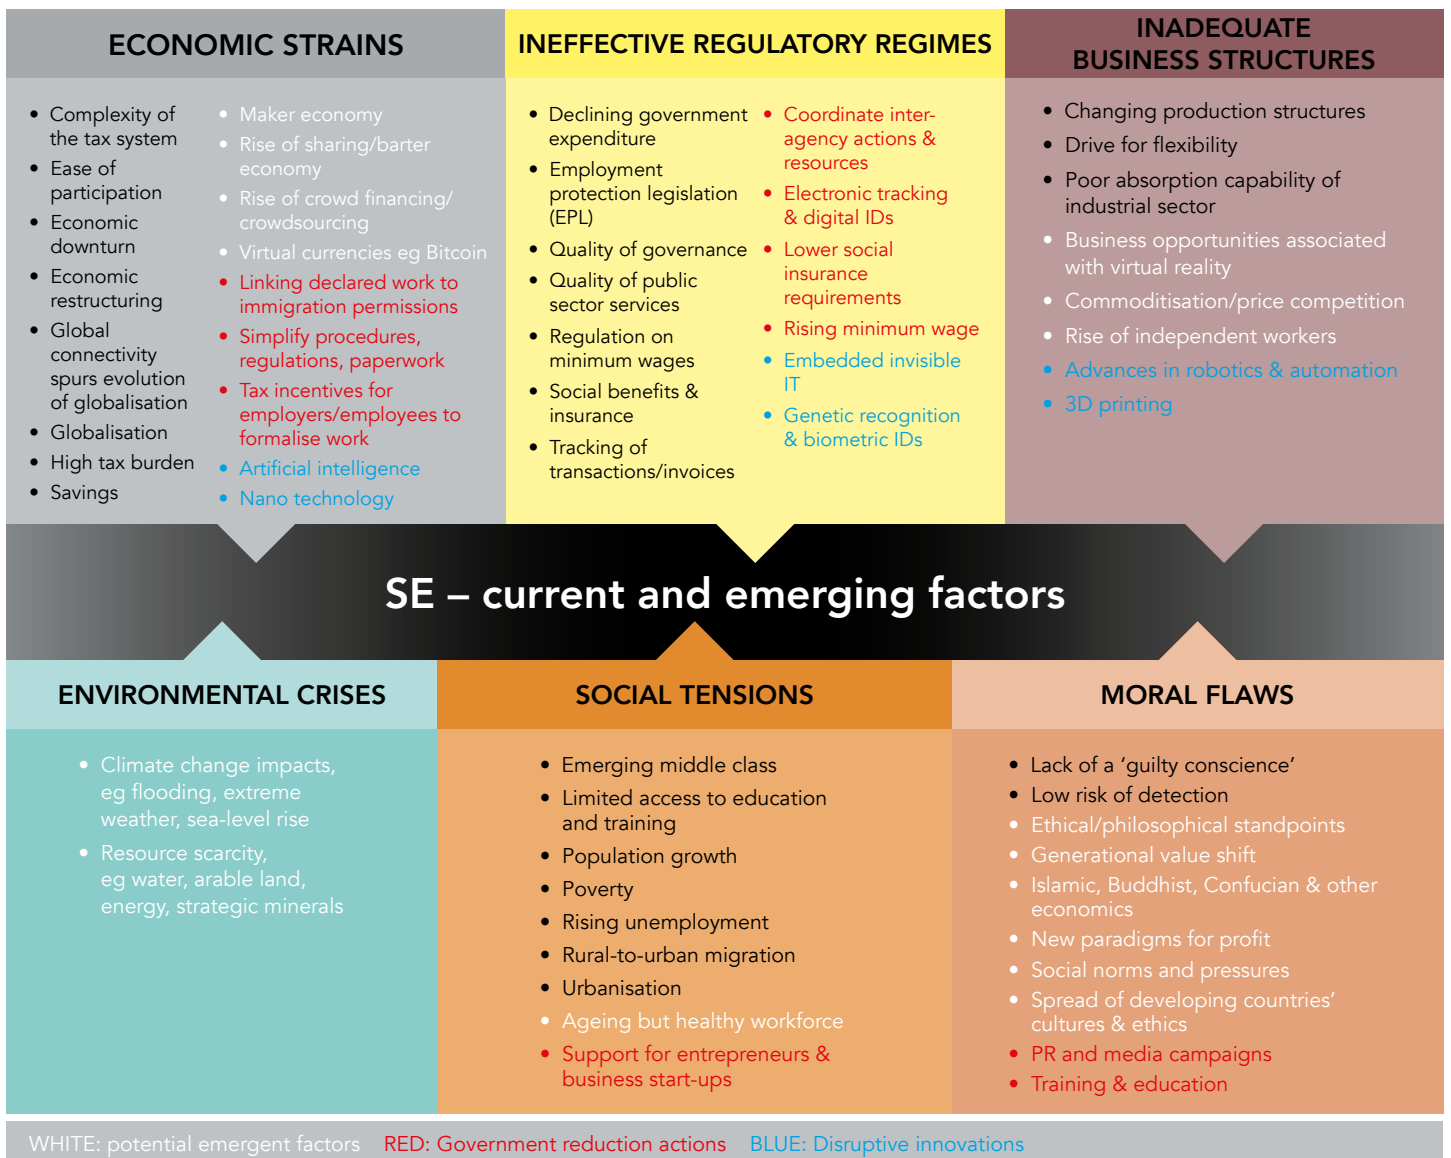 ECONOMIC STRAINS
• Complexity of
the tax system
• Ease of
participation
• Economic
downturn
• Economic
restructuring
• Global
connectivity
spurs evolution
of globalisation
• Globalisation
• High tax burden
• Savings
• Maker economy
• Rise of sharing/barter
economy
• Rise of crowd financing/
crowdsourcing
• Virtual currencies eg Bitcoin
• Linking declared work to
immigration permissions
• Simplify procedures,
regulations, paperwork
• Tax incentives for
employers/employees to
formalise work
• Artificial intelligence
• Nano technology
INEFFECTIVE REGULATORY REGIMES
• Declining government
expenditure
• Employment
protection legislation
(EPL)
• Quality of governance
• Quality of public
sector services
• Regulation on
minimum wages
• Social benefits &
insurance
• Tracking of
transactions/invoices
• Coordinate inter-
agency actions &
resources
• Electronic tracking
& digital IDs
• Lower social
insurance
requirements
• Rising minimum wage
• Embedded invisible
IT
• Genetic recognition
& biometric IDs
INADEQUATE
BUSINESS STRUCTURES
• Changing production structures
• Drive for flexibility
• Poor absorption capability of
industrial sector
• Business opportunities associated
with virtual reality
• Commoditisation/price competition
• Rise of independent workers
• Advances in robotics & automation
• 3D printing
SE – current and emerging factors
ENVIRONMENTAL CRISES
• Climate change impacts,
eg flooding, extreme
weather, sea-level rise
• Resource scarcity,
eg water, arable land,
energy, strategic minerals
SOCIAL TENSIONS
• Emerging middle class
• Limited access to education
and training
• Population growth
• Poverty
• Rising unemployment
• Rural-to-urban migration
• Urbanisation
• Ageing but healthy workforce
• Support for entrepreneurs &
business start-ups
MORAL FLAWS
• Lack of a ‘guilty conscience’
• Low risk of detection
• Ethical/philosophical standpoints
• Generational value shift
• Islamic, Buddhist, Confucian & other
economics
• New paradigms for profit
• Social norms and pressures
• Spread of developing countries’
cultures & ethics
• PR and media campaigns
• Training & education
WHITE: potential emergent factors RED: Government reduction actions BLUE: Disruptive innovations